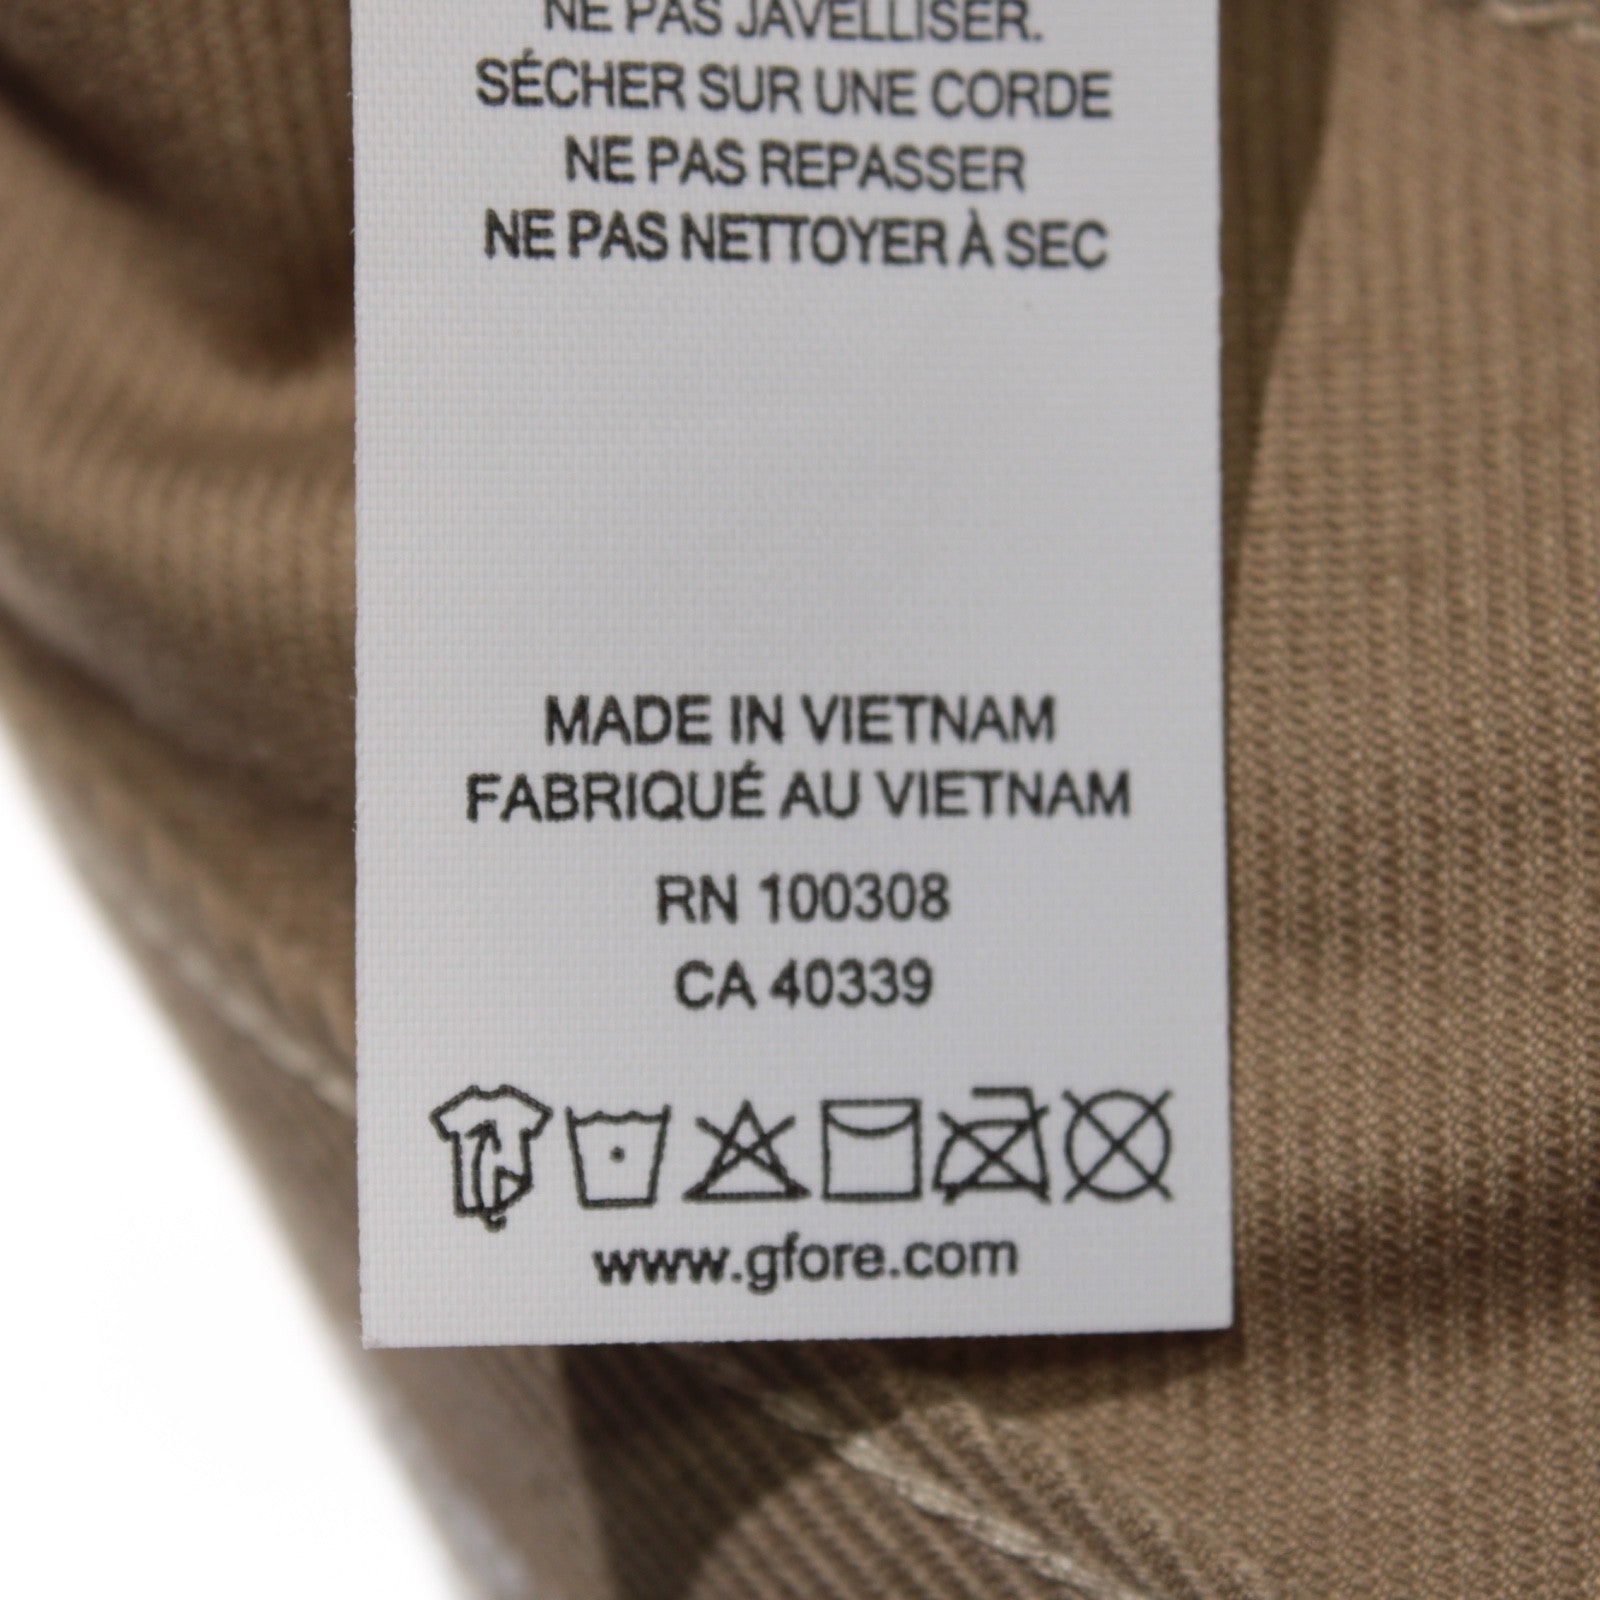 NE PAS JAVELLISER.
SÉCHER SUR UNE CORDE
NE PAS REPASSER
NE PAS NETTOYER À SEC
MADE IN VIETNAM
FABRIQUÉ AU VIETNAM
RN 100308
CA 40339
www.gfore.com